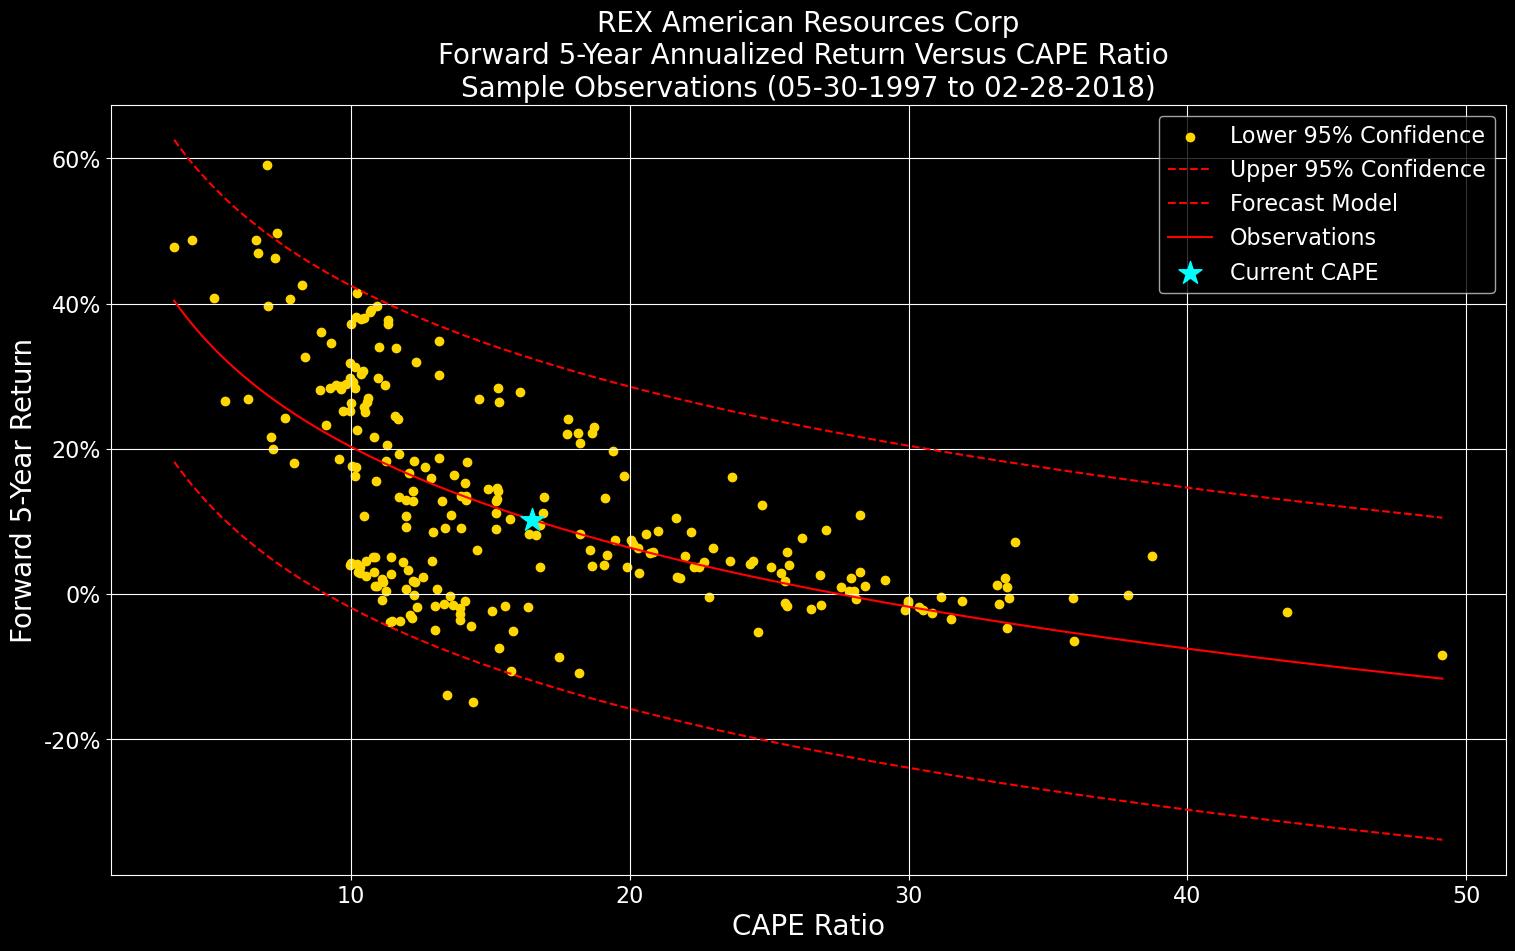 REX American Resources Corp
Forward 5-Year Annualized Return Versus CAPE Ratio
Sample Observations (05-30-1997 to 02-28-2018)
Lower 95% Confidence
Upper 95% Confidence
Forecast Model
Observations
Current CAPE
Forward 5-Year Return
60%
40%
20%
0%
-20%
10 20 30 40 50
CAPE Ratio